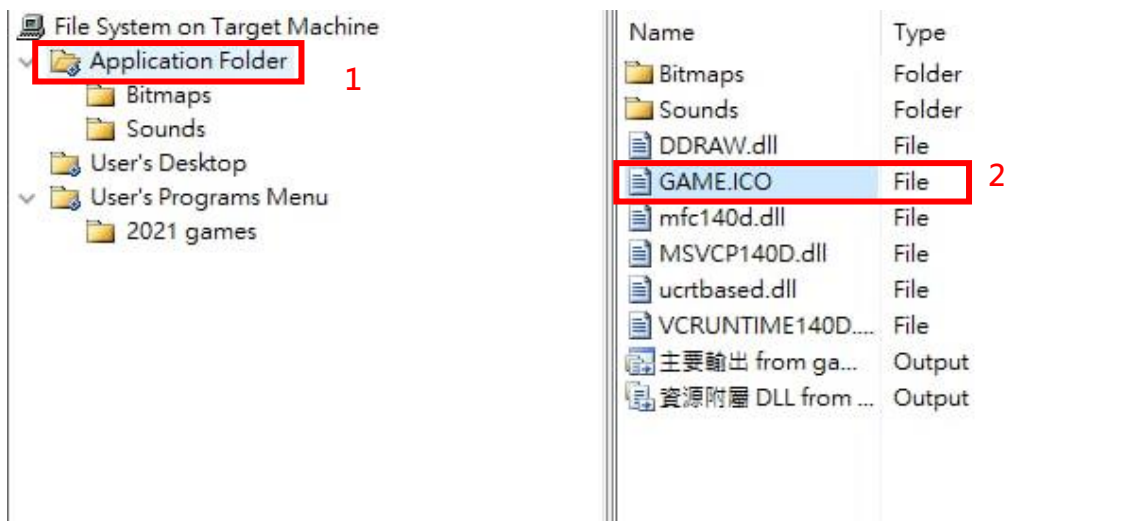 File System on Target Machine
Application Folder
1
Bitmaps
Sounds
User's Desktop
User's Programs Menu
2021 games
Name Type
Bitmaps Folder
Sounds Folder
DDRAW.dll File
GAME.ICO File
2
mfc140d.dll File
MSVCP140D.dll File
ucrtbased.dll File
VCRUNTIME140D.... File
主要輸出 from ga... Output
資源附屬 DLL from ... Output